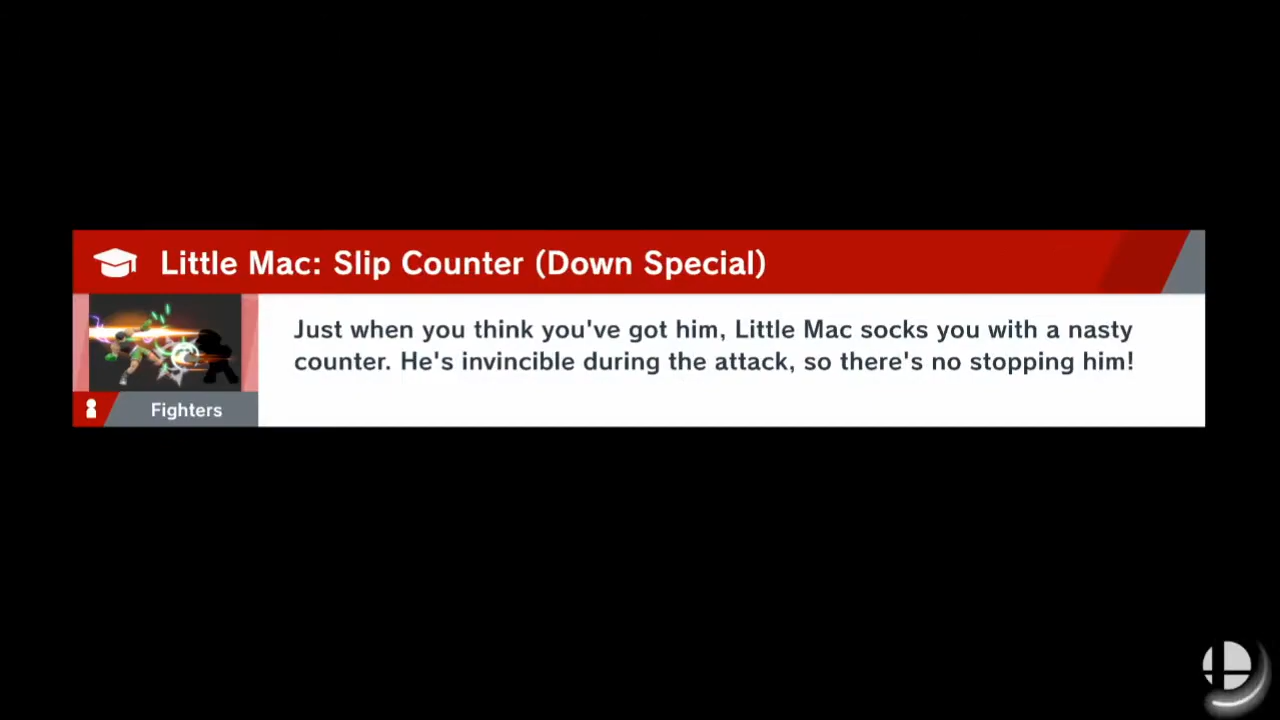 Little Mac: Slip Counter (Down Special)
Just when you think you've got him, Little Mac socks you with a nasty
counter. He's invincible during the attack, so there's no stopping him!
Fighters